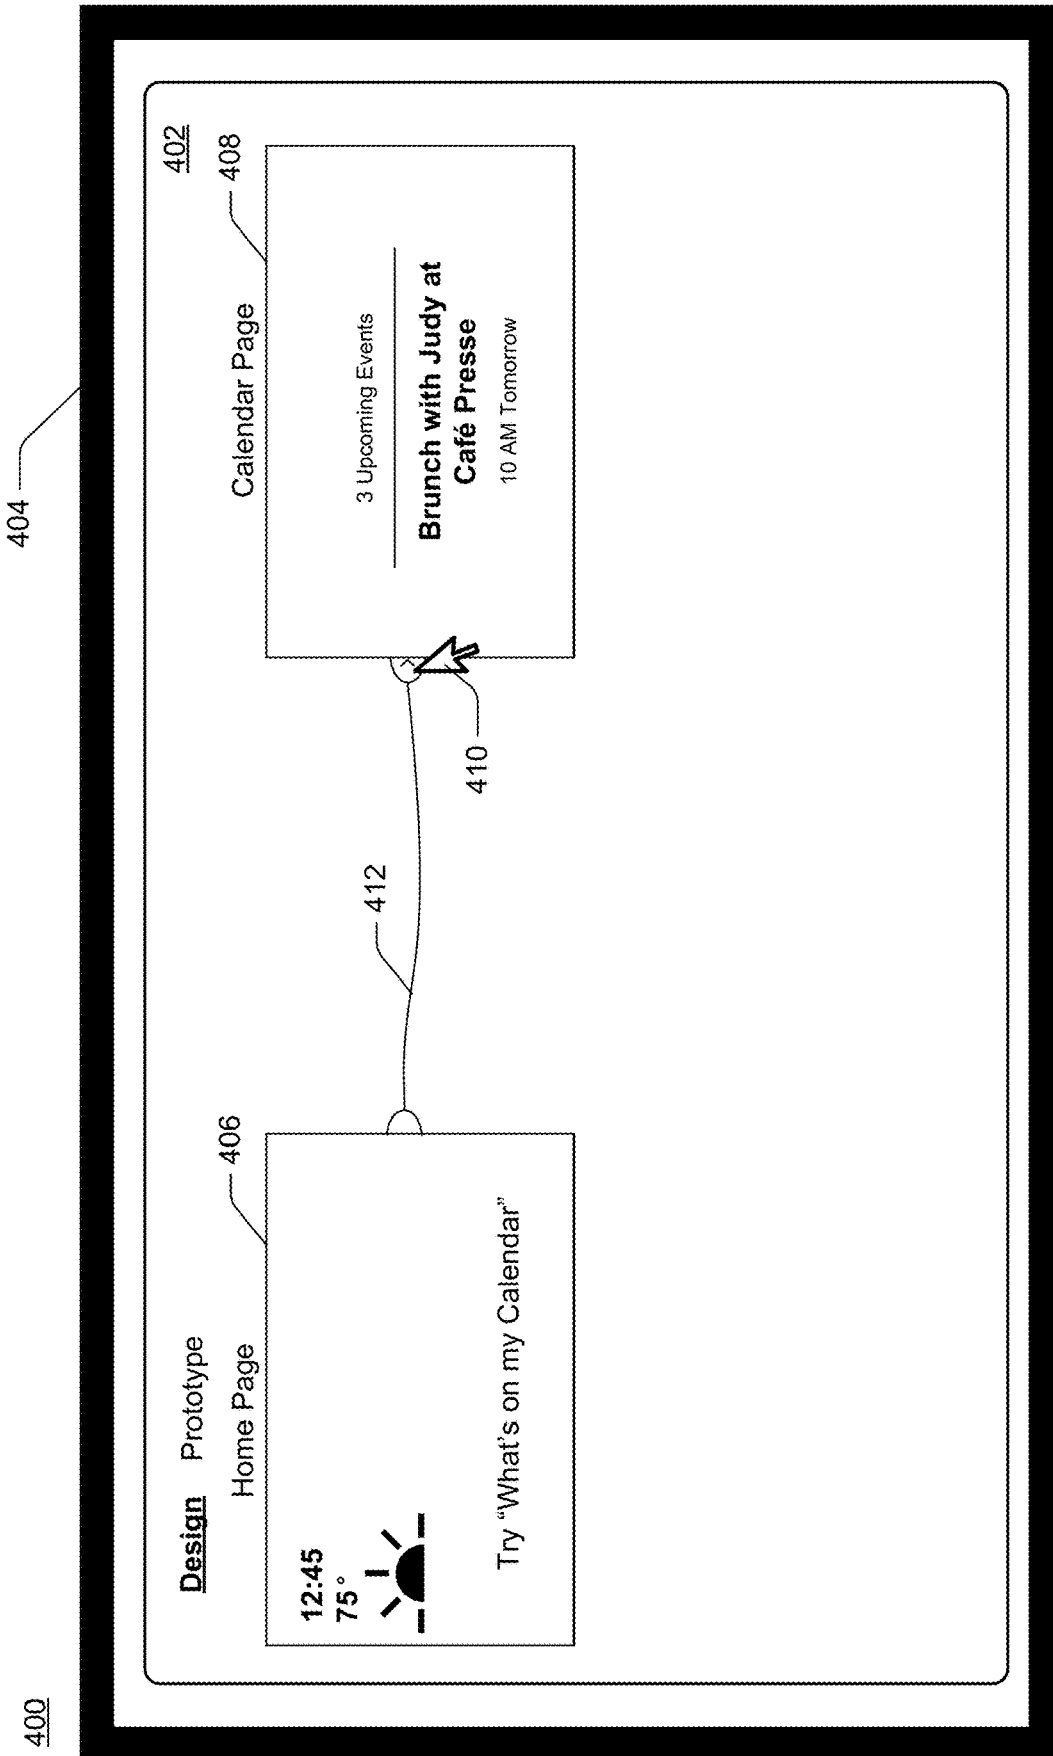 400
404
402
Design Prototype
Home Page
406
12:45
75°
Try “What's on my Calendar”
412
410
Calendar Page
408
3 Upcoming Events
Brunch with Judy at
Café Presse
10 AM Tomorrow